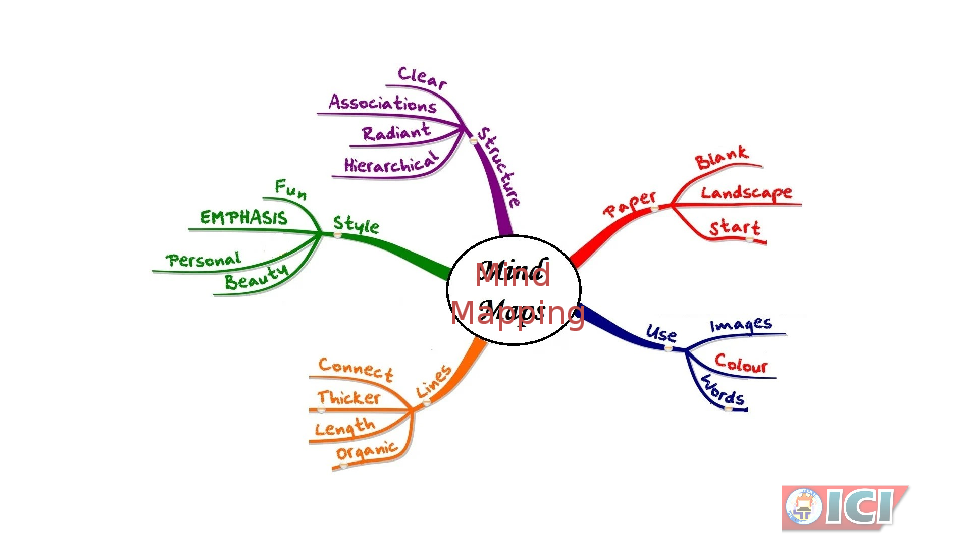 Mind
Maps
Mind
Mapping
Structure
Clear
Associations
Radiant
Hierarchical
Paper
Blank
Landscape
Start
Use
Images
Colour
Words
Lines
Connect
Thicker
Length
Organic
Style
Fun
EMPHASIS
Personal
Beauty
ICI